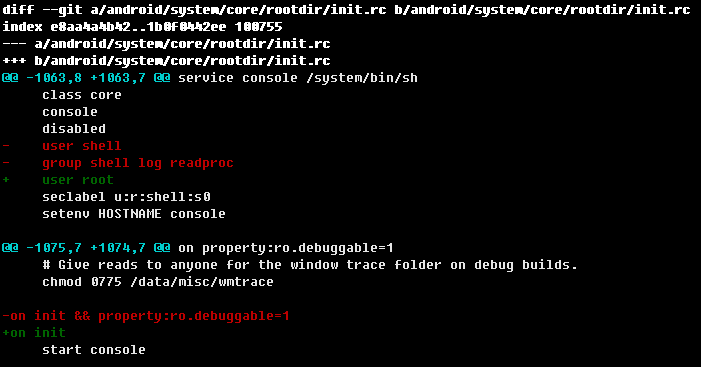 diff --git a/android/system/core/rootdir/init.rc b/android/system/core/rootdir/init.rc
index e8aa4a4b42..1b0f0442ee 100755
--- a/android/system/core/rootdir/init.rc
+++ b/android/system/core/rootdir/init.rc
@@ -1063,8 +1063,7 @@ service console /system/bin/sh
     class core
     console
     disabled
-    user shell
-    group shell log readproc
+    user root
     seclabel u:r:shell:s0
     setenv HOSTNAME console
@@ -1075,7 +1074,7 @@ on property:ro.debuggable=1
     # Give reads to anyone for the window trace folder on debug builds.
     chmod 0775 /data/misc/wmtrace
-on init && property:ro.debuggable=1
+on init
     start console